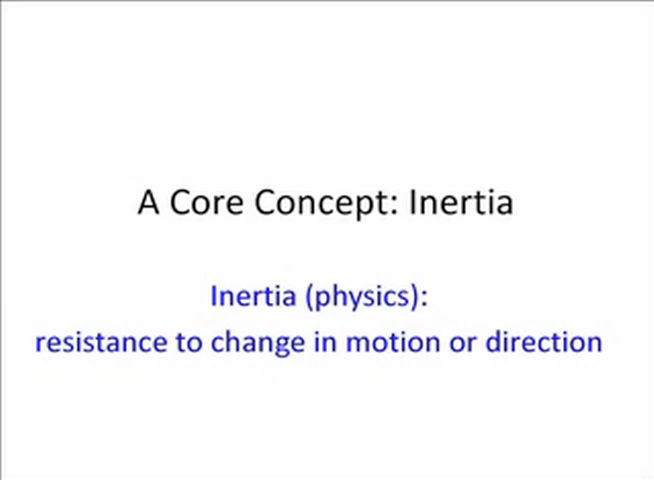 A Core Concept: Inertia
Inertia (physics):
resistance to change in motion or direction